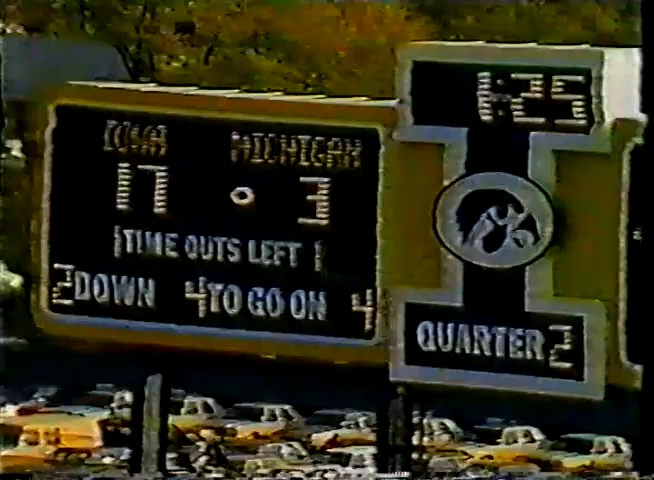 IOWA MICHIGAN
17 3
1 TIME OUTS LEFT 1
2 DOWN 4 TO GO ON 4
1:25
QUARTER 2